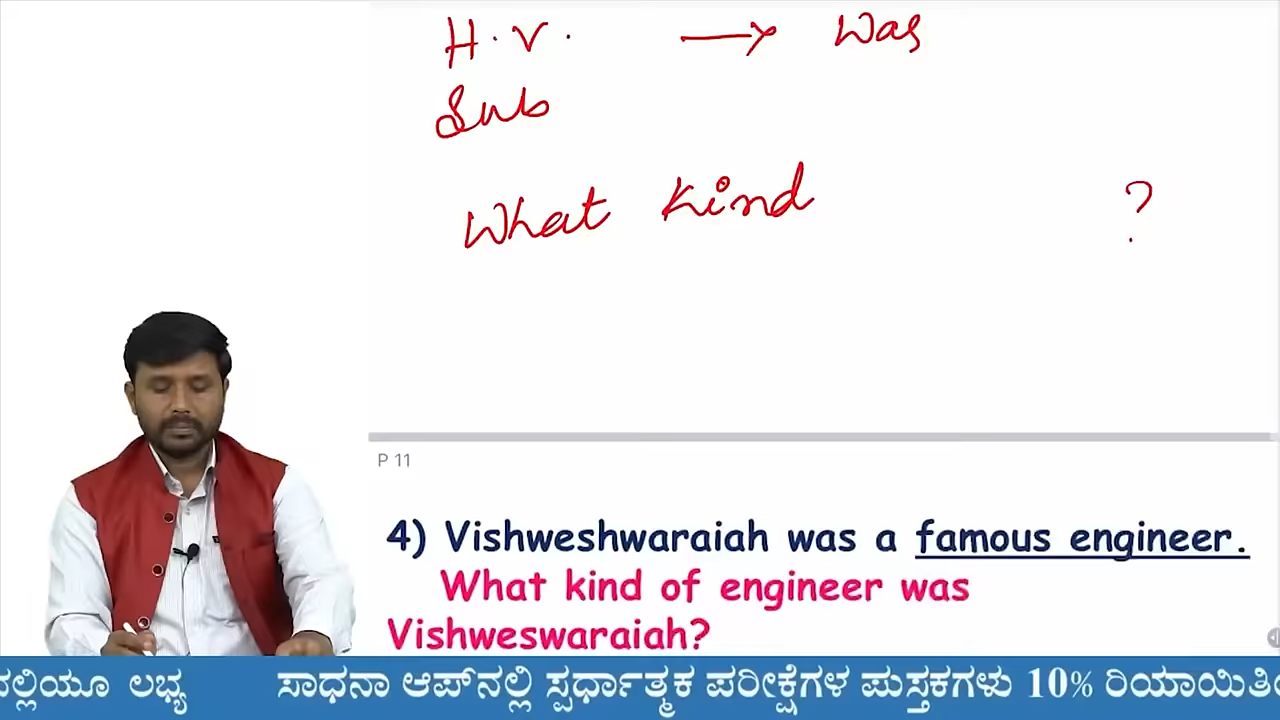 H.V. → Was
Sub
What Kind ?
P 11
4) Vishweshwaraiah was a famous engineer.
What kind of engineer was
Vishweswaraiah?
ಲ್ಲಿಯೂ ಲಭ್ಯ ಸಾಧನಾ ಆಪ್‌ನಲ್ಲಿ ಸ್ಪರ್ಧಾತ್ಮಕ ಪರೀಕ್ಷೆಗಳ ಪುಸ್ತಕಗಳು 10% ರಿಯಾಯಿತಿ